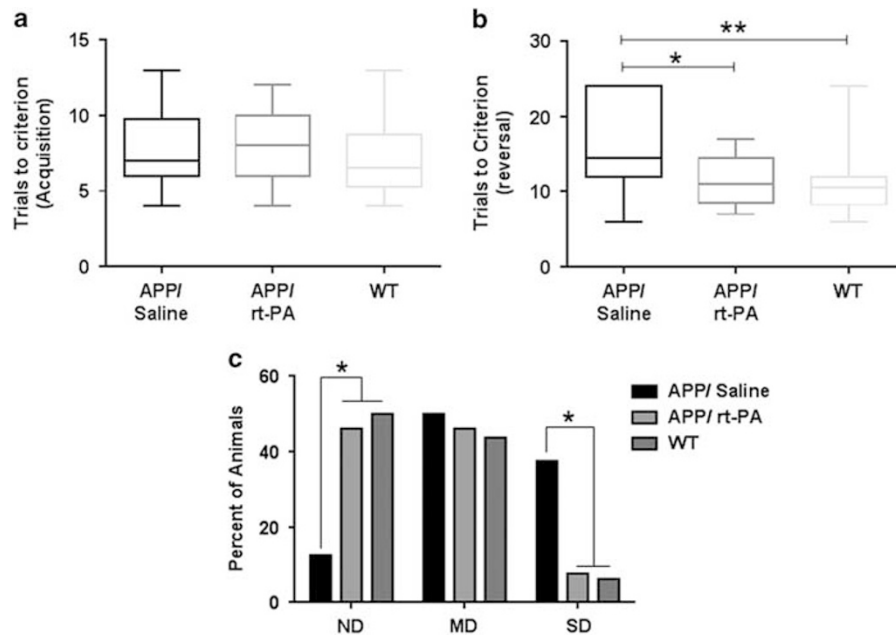 a
Trials to criterion
(Acquisition)
15
10
5
0
APP/
Saline
APP/
rt-PA
WT
b
Trials to Criterion
(reversal)
30
20
10
0
**
*
APP/
Saline
APP/
rt-PA
WT
c
Percent of Animals
60
40
20
0
*
*
ND
MD
SD
APP/ Saline
APP/ rt-PA
WT